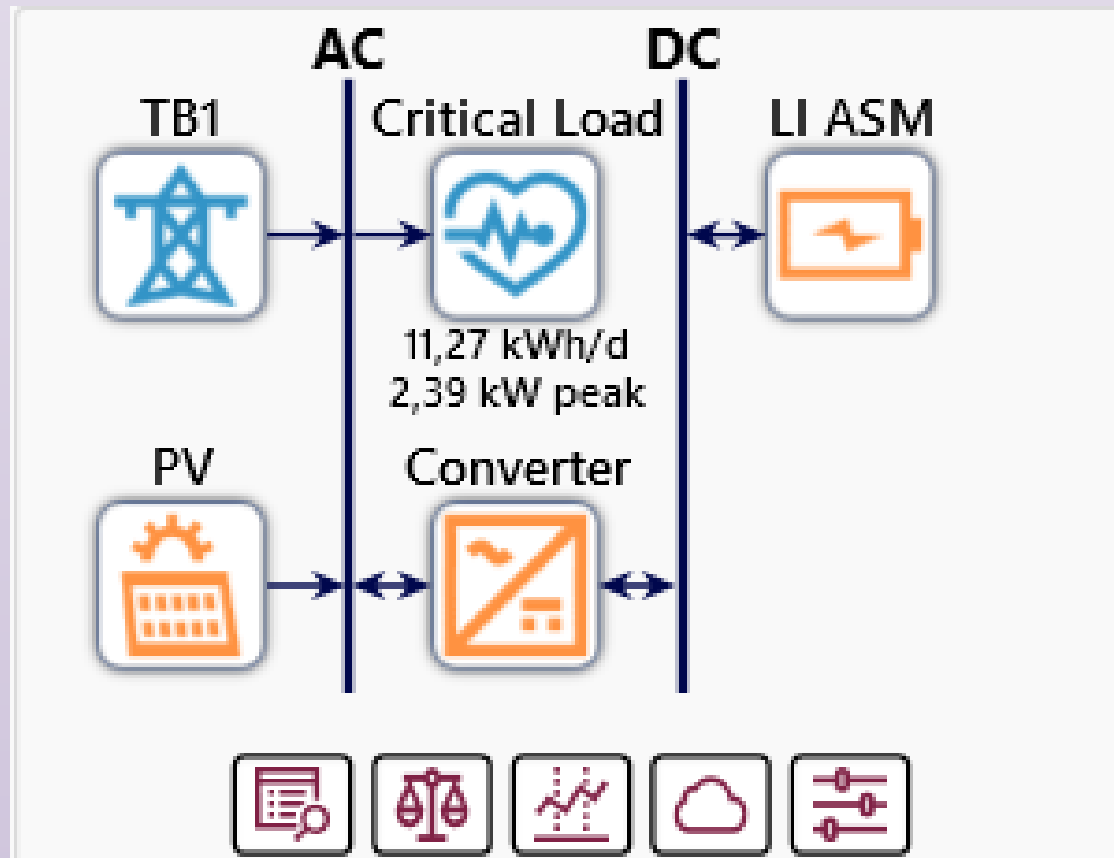 AC
DC
TB1
Critical Load
LI ASM
11,27 kWh/d
2,39 kW peak
PV
Converter